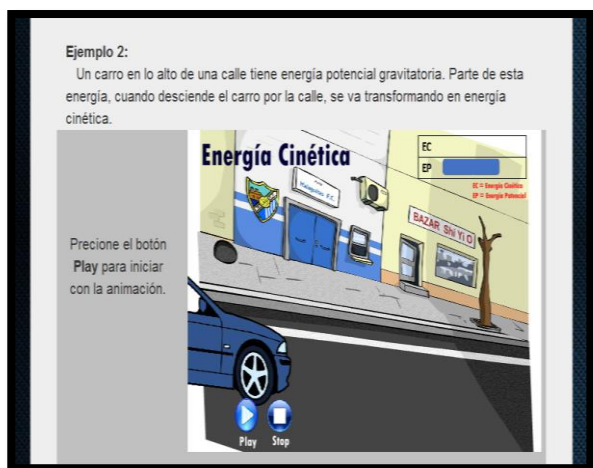 Ejemplo 2:
Un carro en lo alto de una calle tiene energía potencial gravitatoria. Parte de esta
energía, cuando desciende el carro por la calle, se va transformando en energía
cinética.
Energía Cinética
EC
EP
EC = Energía Cinética
EP = Energía Potencial
F.C.
BAZAR Shi Yi O
Precione el botón
Play para iniciar
con la animación.
Play Stop